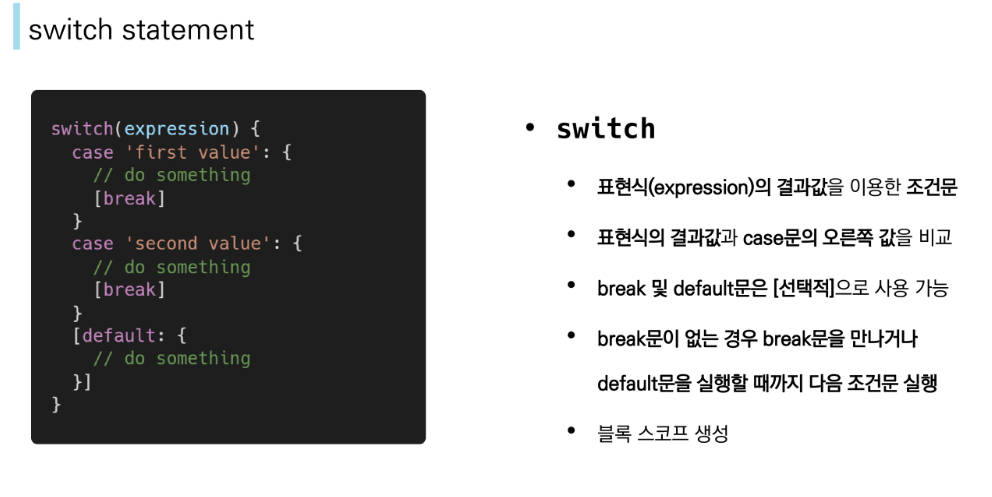 switch statement
switch(expression) {
  case 'first value': {
    // do something
    [break]
  }
  case 'second value': {
    // do something
    [break]
  }
  [default: {
    // do something
  }]
}
• switch
• 표현식(expression)의 결과값을 이용한 조건문
• 표현식의 결과값과 case문의 오른쪽 값을 비교
• break 및 default문은 [선택적]으로 사용 가능
• break문이 없는 경우 break문을 만나거나
default문을 실행할 때까지 다음 조건문 실행
• 블록 스코프 생성